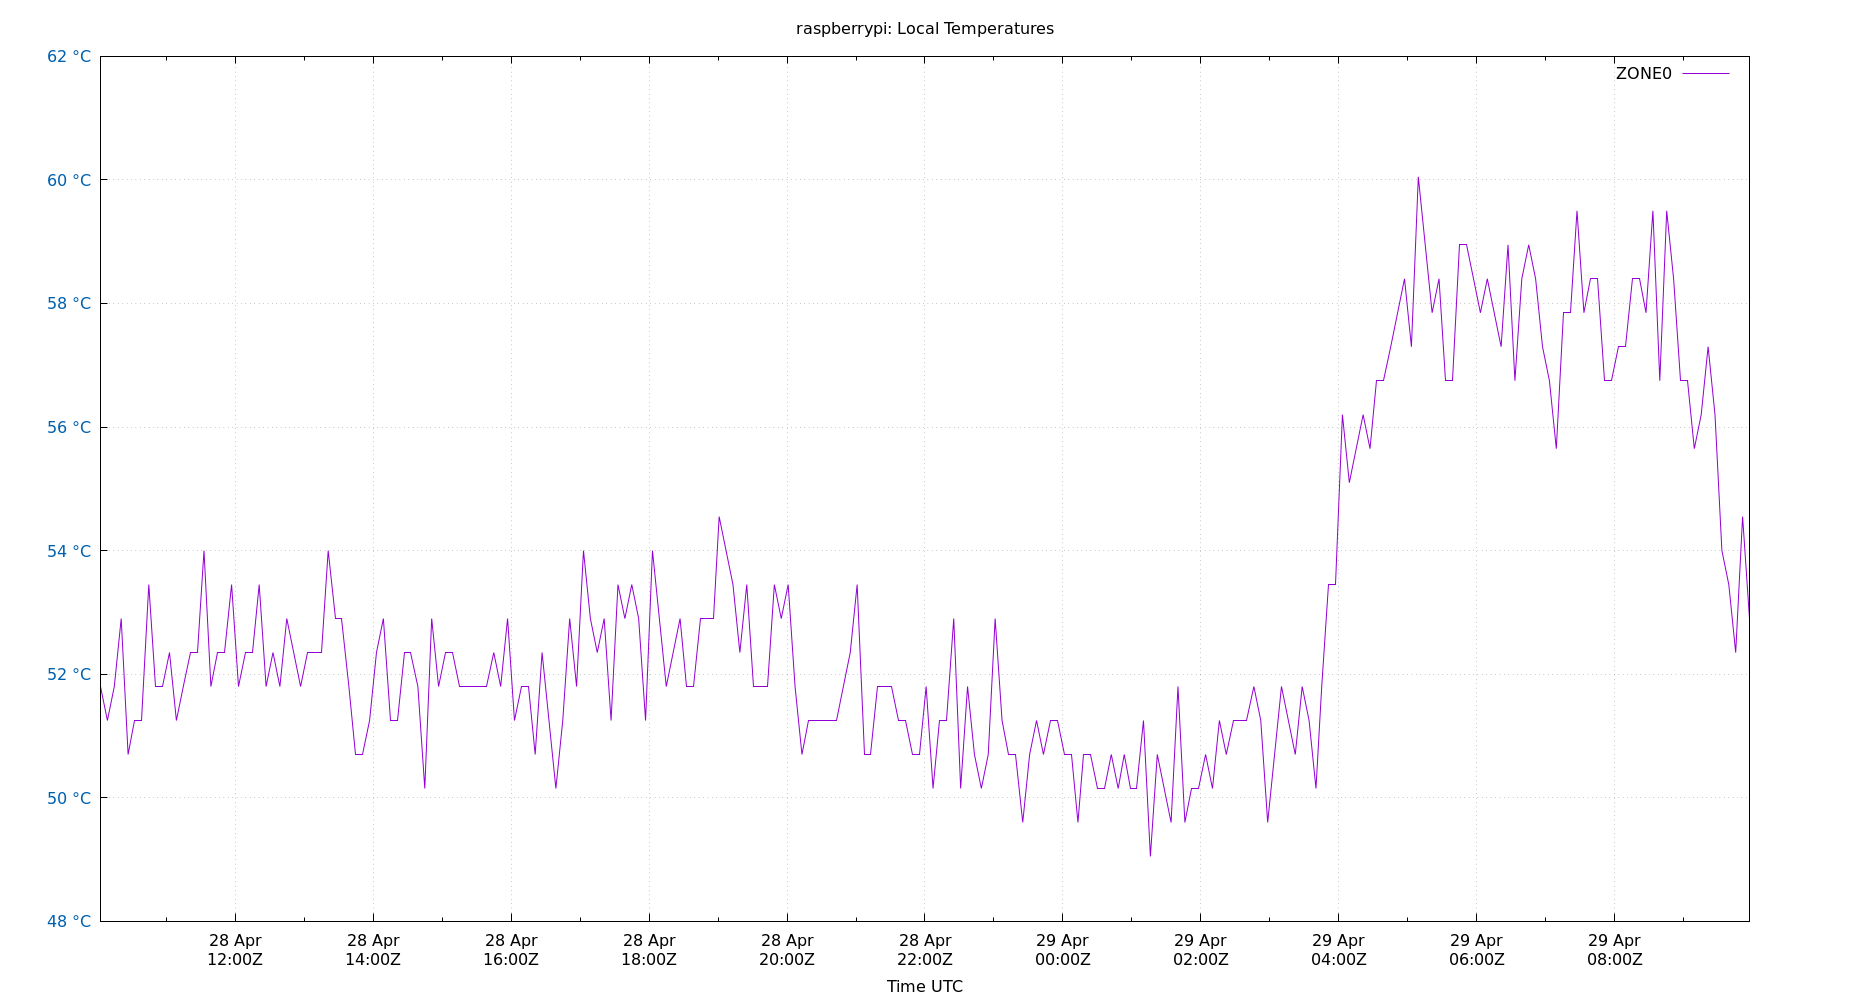 raspberrypi: Local Temperatures
62 °C
ZONE0
60 °C
58 °C
56 °C
54 °C
52 °C
50 °C
48 °C
28 Apr 28 Apr 28 Apr 28 Apr 28 Apr 28 Apr 29 Apr 29 Apr 29 Apr 29 Apr 29 Apr
12:00Z 14:00Z 16:00Z 18:00Z 20:00Z 22:00Z 00:00Z 02:00Z 04:00Z 06:00Z 08:00Z
Time UTC